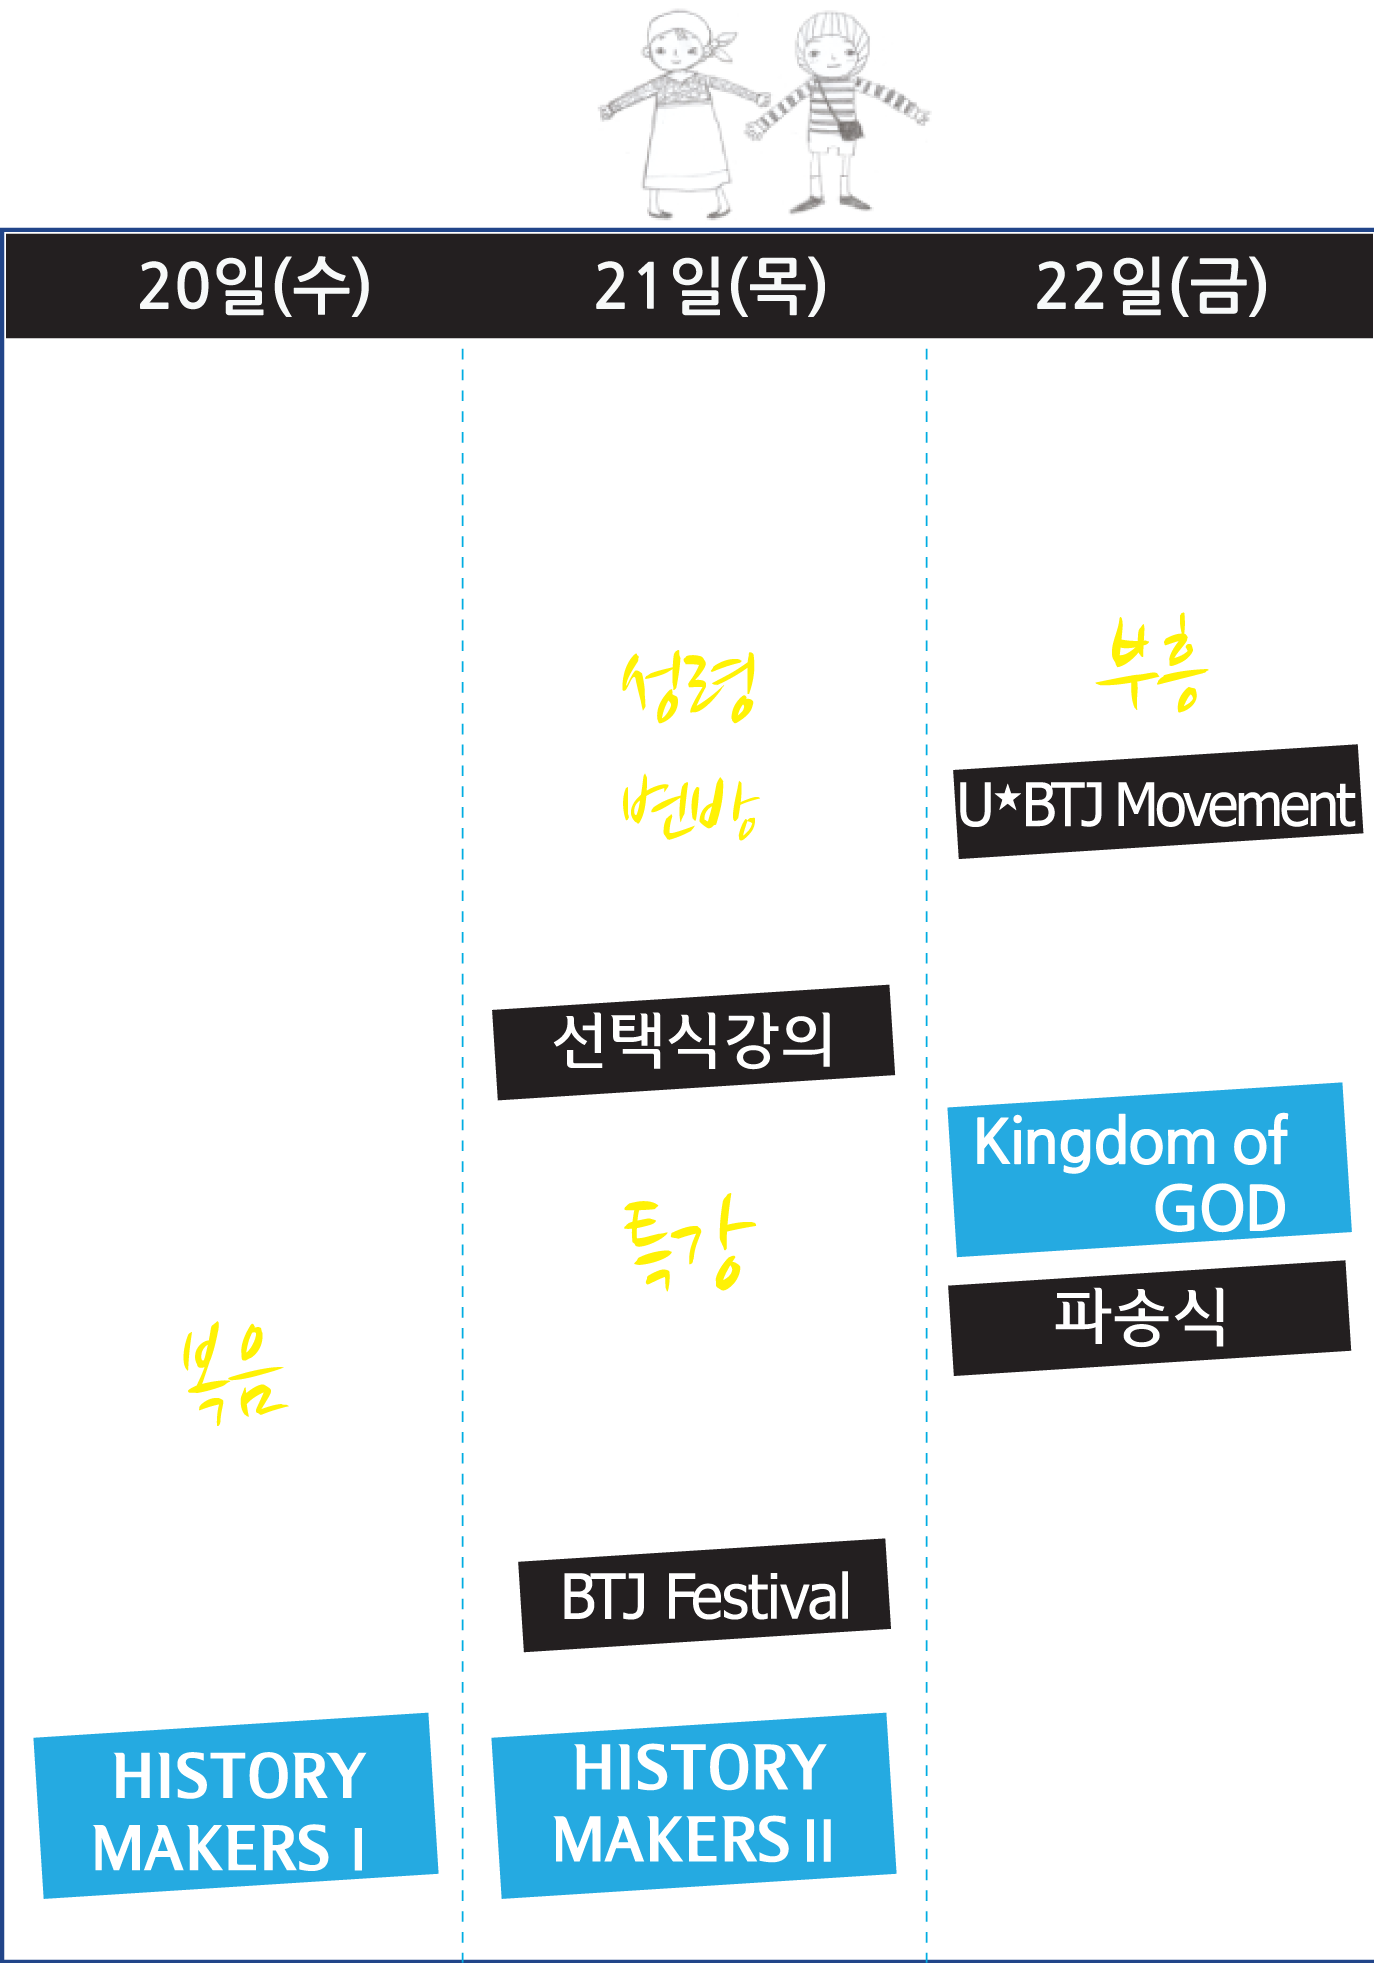 20일(수)
21일(목)
22일(금)
복음
HISTORY
MAKERS I
성령
변방
선택식강의
특강
BTJ Festival
HISTORY
MAKERS II
부흥
U★BTJ Movement
Kingdom of
GOD
파송식